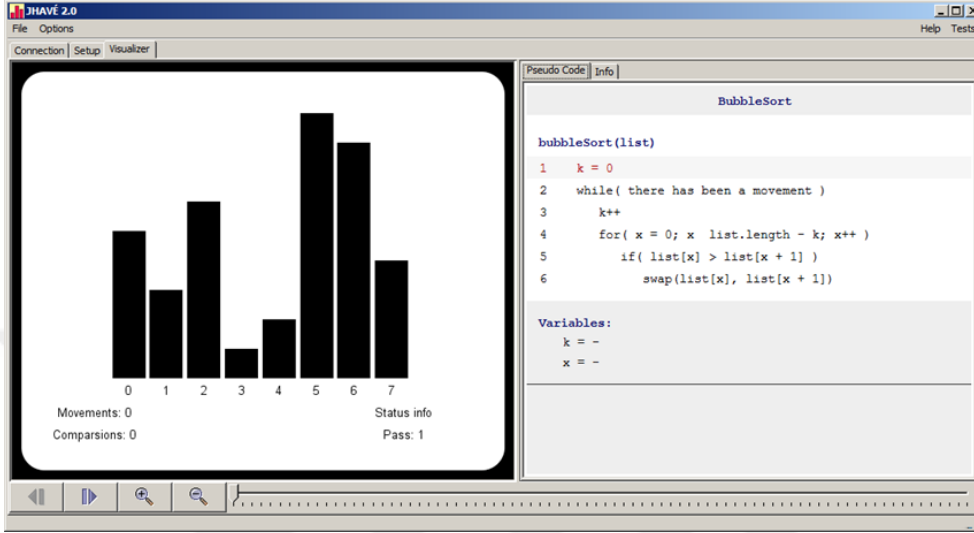 JHAVÉ 2.0
File Options Help Tests
Connection Setup Visualizer
Pseudo Code Info
BubbleSort
bubbleSort(list)
1 k = 0
2 while( there has been a movement )
3 k++
4 for( x = 0; x list.length - k; x++ )
5 if( list[x] > list[x + 1] )
6 swap(list[x], list[x + 1])
Variables:
k = -
x = -
0 1 2 3 4 5 6 7
Movements: 0 Status info
Comparsions: 0 Pass: 1